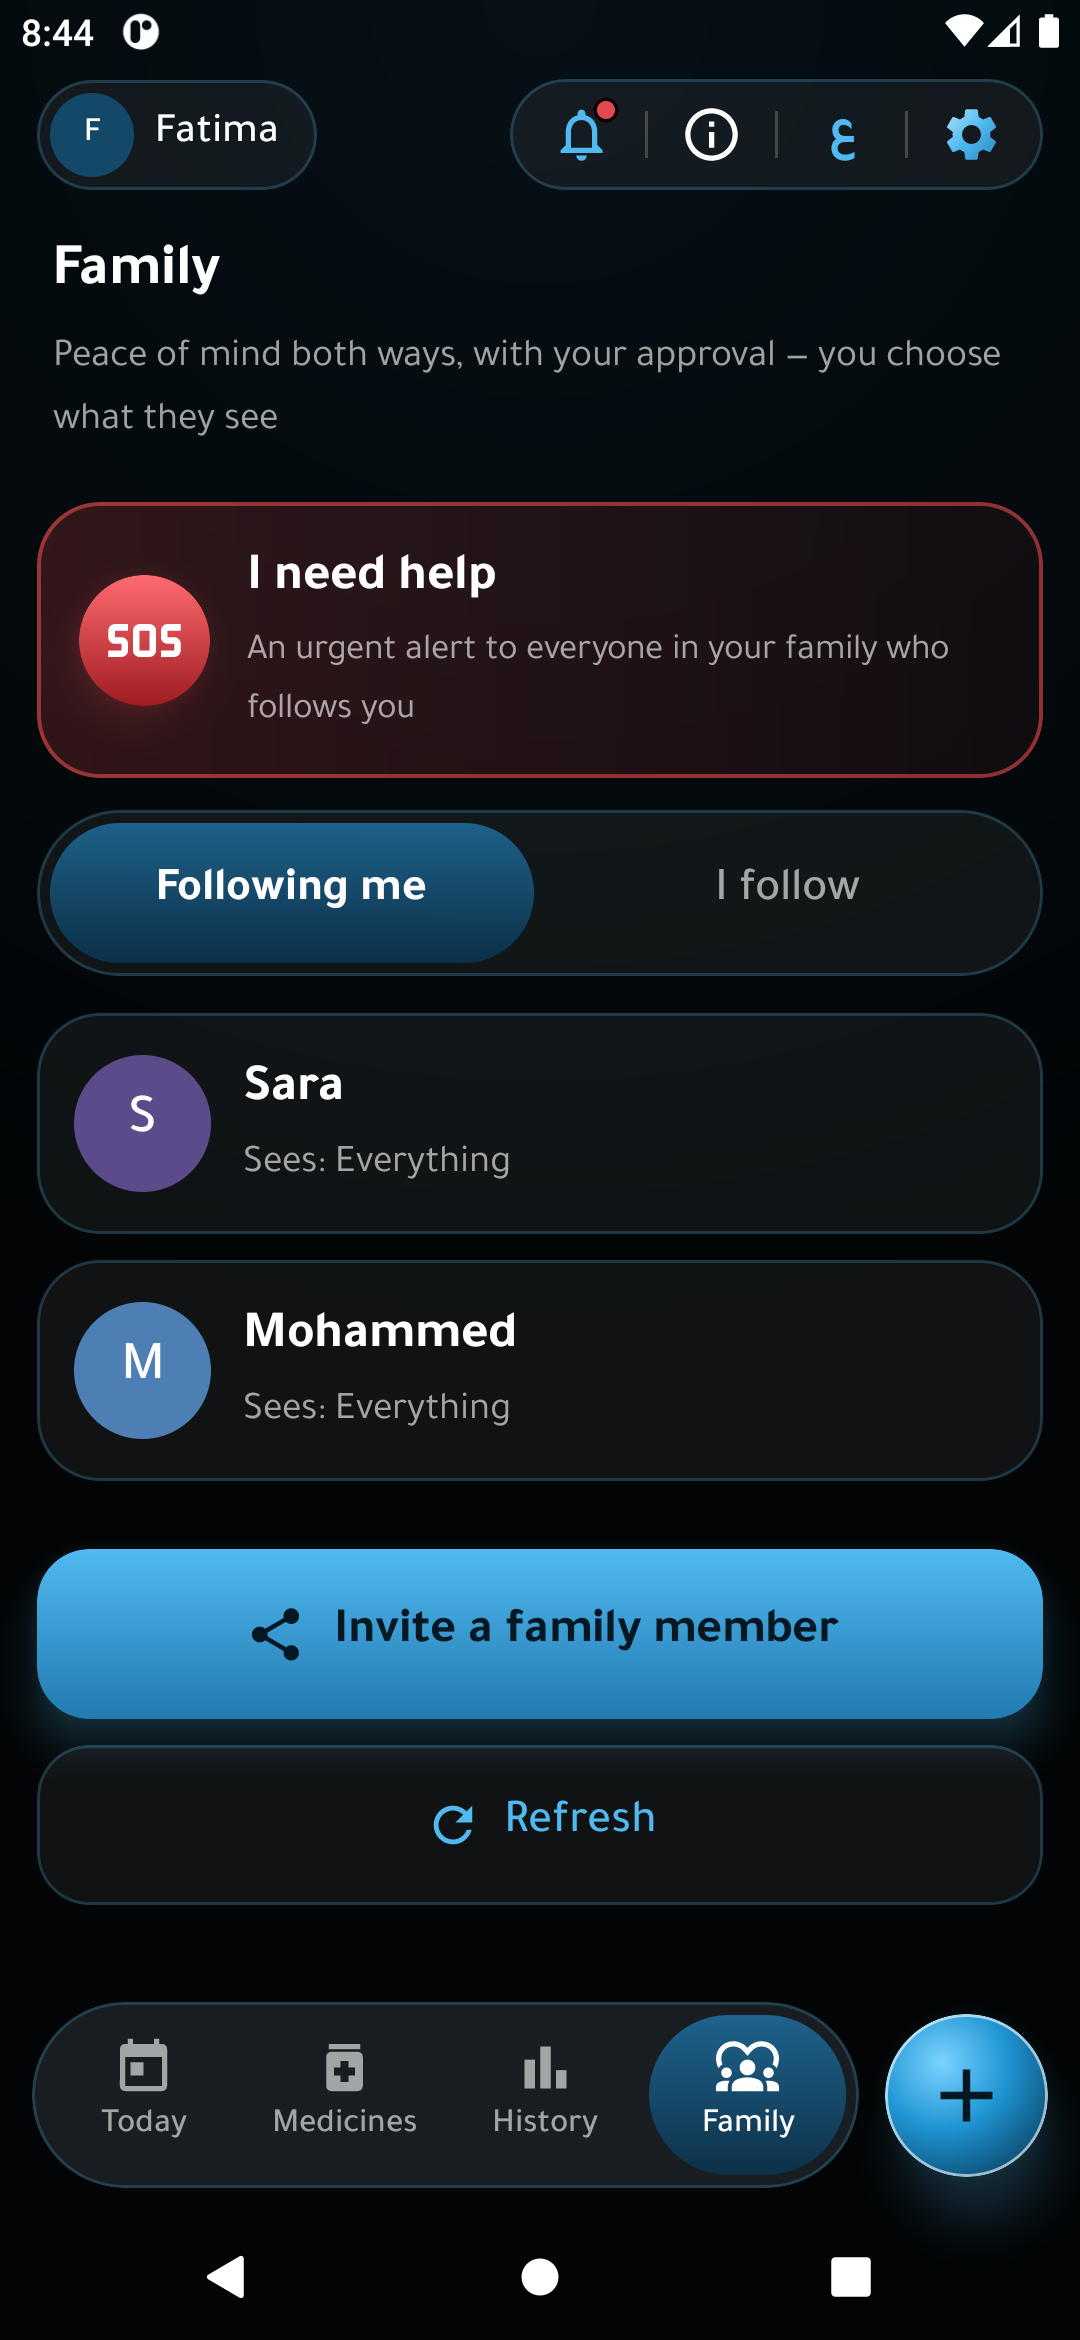 8:44
F Fatima
ع
Family
Peace of mind both ways, with your approval – you choose
what they see
SOS
I need help
An urgent alert to everyone in your family who
follows you
Following me
I follow
S
Sara
Sees: Everything
M
Mohammed
Sees: Everything
Invite a family member
Refresh
Today
Medicines
History
Family